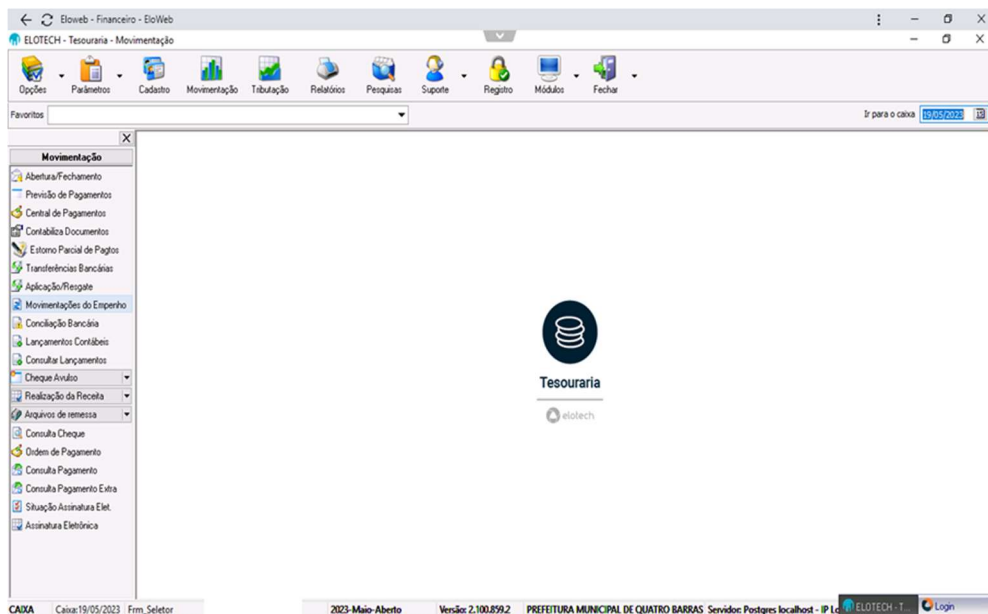 Eloweb - Financeiro - EloWeb
ELOTECH - Tesouraria - Movimentação
Opções Parâmetros Cadastro Movimentação Tributação Relatórios Pesquisas Suporte Registro Módulos Fechar
Favoritos Ir para o caixa 19/05/2023 15
Movimentação
Abertura/Fechamento
Previsão de Pagamentos
Central de Pagamentos
Contabiliza Documentos
Estorno Parcial de Pagtos
Transferências Bancárias
Aplicação/Resgate
Movimentações do Empenho
Conciliação Bancária
Lançamentos Contábeis
Consultar Lançamentos
Cheque Avulso
Realização da Receita
Arquivos de remessa
Consulta Cheque
Ordem de Pagamento
Consulta Pagamento
Consulta Pagamento Extra
Situação Assinatura Elet.
Assinatura Eletrônica
Tesouraria
elotech
CAIXA Caixa:19/05/2023 Frm_Seletor 2023-Maio-Aberto Versão: 2.100.859.2 PREFEITURA MUNICIPAL DE QUATRO BARRAS Servidor: Postgres localhost - IP ELOTECH - T... Login